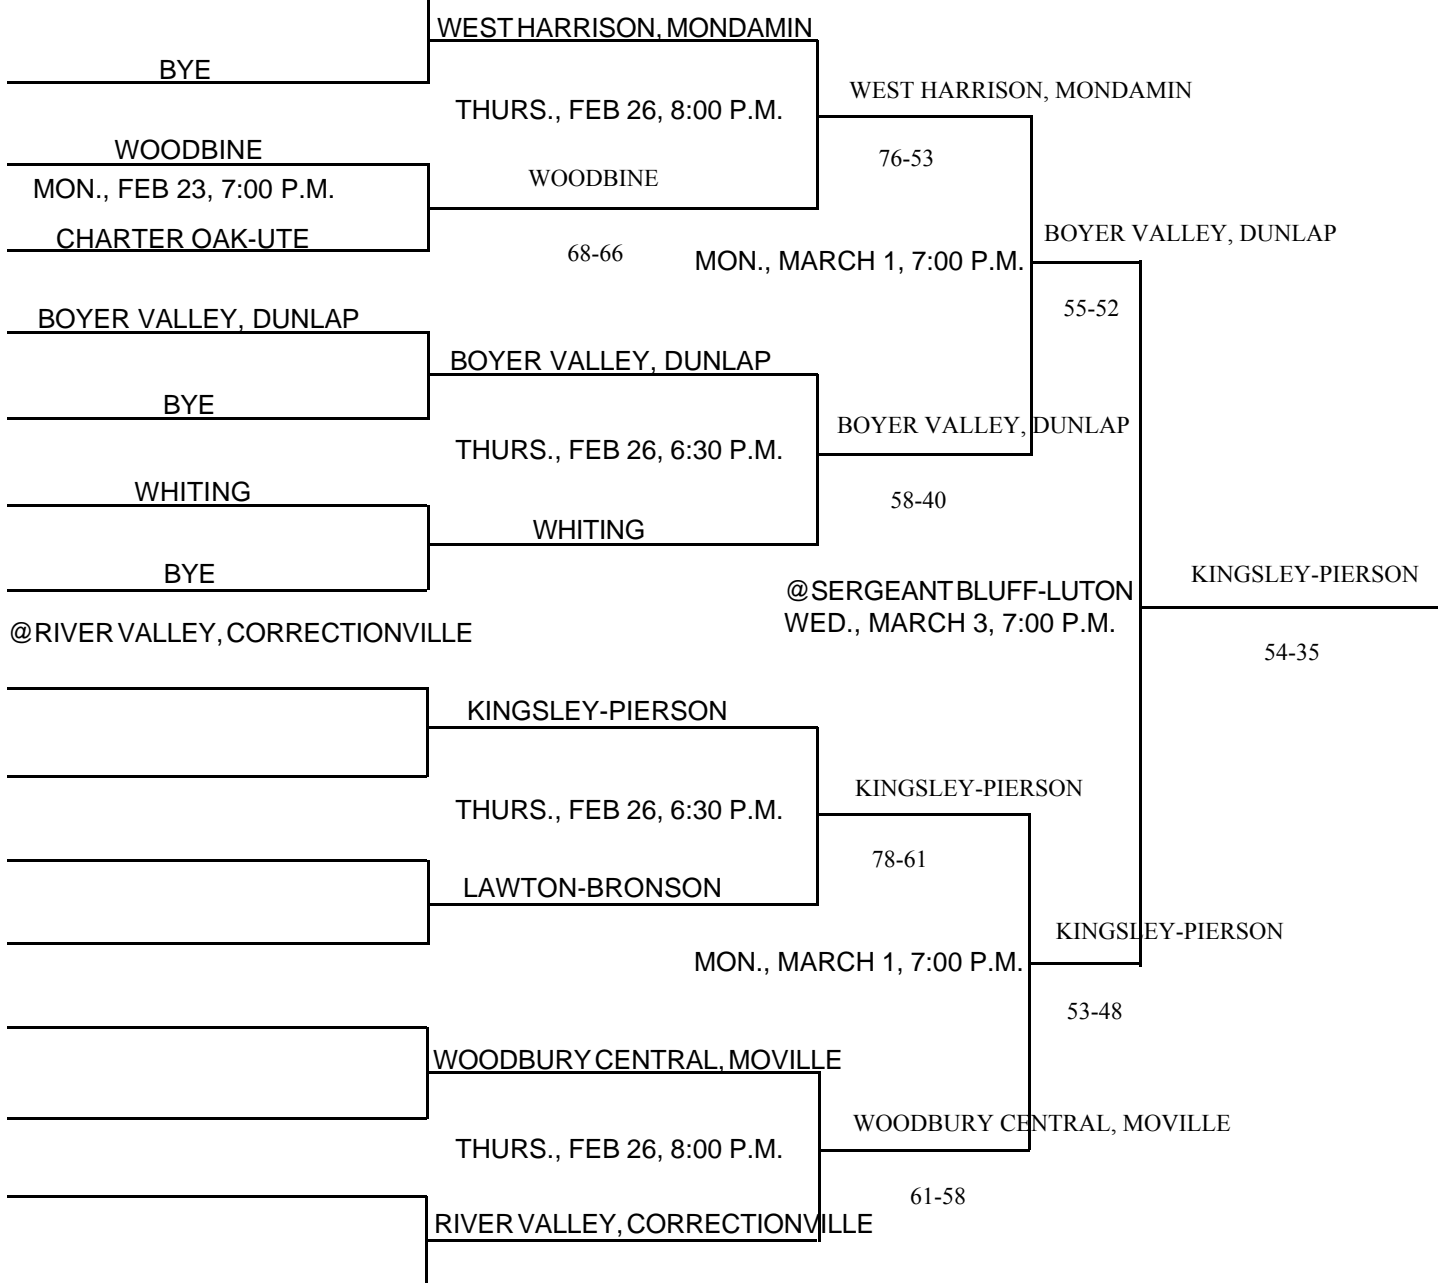 WEST HARRISON, MONDAMIN
BYE
WEST HARRISON, MONDAMIN
THURS., FEB 26, 8:00 P.M.
WOODBINE
76-53
MON., FEB 23, 7:00 P.M.
WOODBINE
CHARTER OAK-UTE
68-66
BOYER VALLEY, DUNLAP
MON., MARCH 1, 7:00 P.M.
55-52
BOYER VALLEY, DUNLAP
BOYER VALLEY, DUNLAP
BYE
BOYER VALLEY, DUNLAP
THURS., FEB 26, 6:30 P.M.
WHITING
58-40
WHITING
BYE
KINGSLEY-PIERSON
@SERGEANT BLUFF-LUTON
WED., MARCH 3, 7:00 P.M.
@RIVER VALLEY, CORRECTIONVILLE
54-35
KINGSLEY-PIERSON
KINGSLEY-PIERSON
THURS., FEB 26, 6:30 P.M.
78-61
LAWTON-BRONSON
KINGSLEY-PIERSON
MON., MARCH 1, 7:00 P.M.
53-48
WOODBURY CENTRAL, MOVILLE
WOODBURY CENTRAL, MOVILLE
THURS., FEB 26, 8:00 P.M.
61-58
RIVER VALLEY, CORRECTIONVILLE